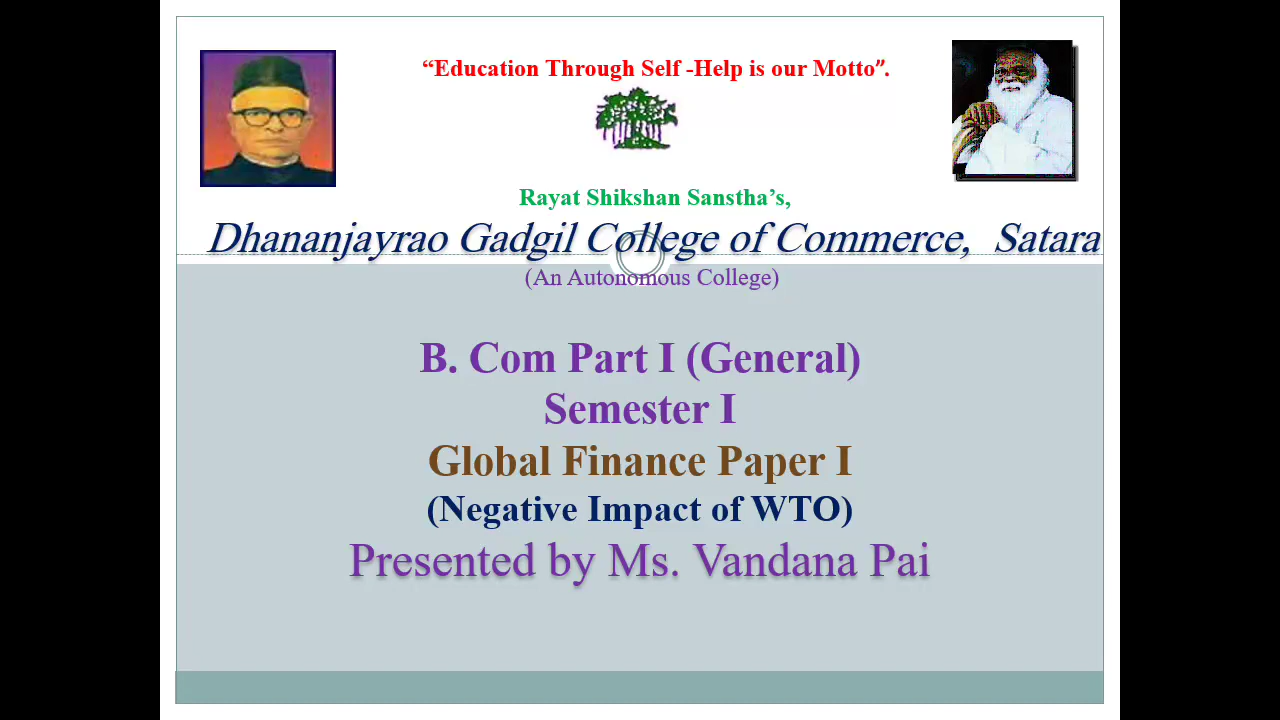 “Education Through Self -Help is our Motto”.
Rayat Shikshan Sanstha’s,
Dhananjayrao Gadgil College of Commerce, Satara
(An Autonomous College)
B. Com Part I (General)
Semester I
Global Finance Paper I
(Negative Impact of WTO)
Presented by Ms. Vandana Pai